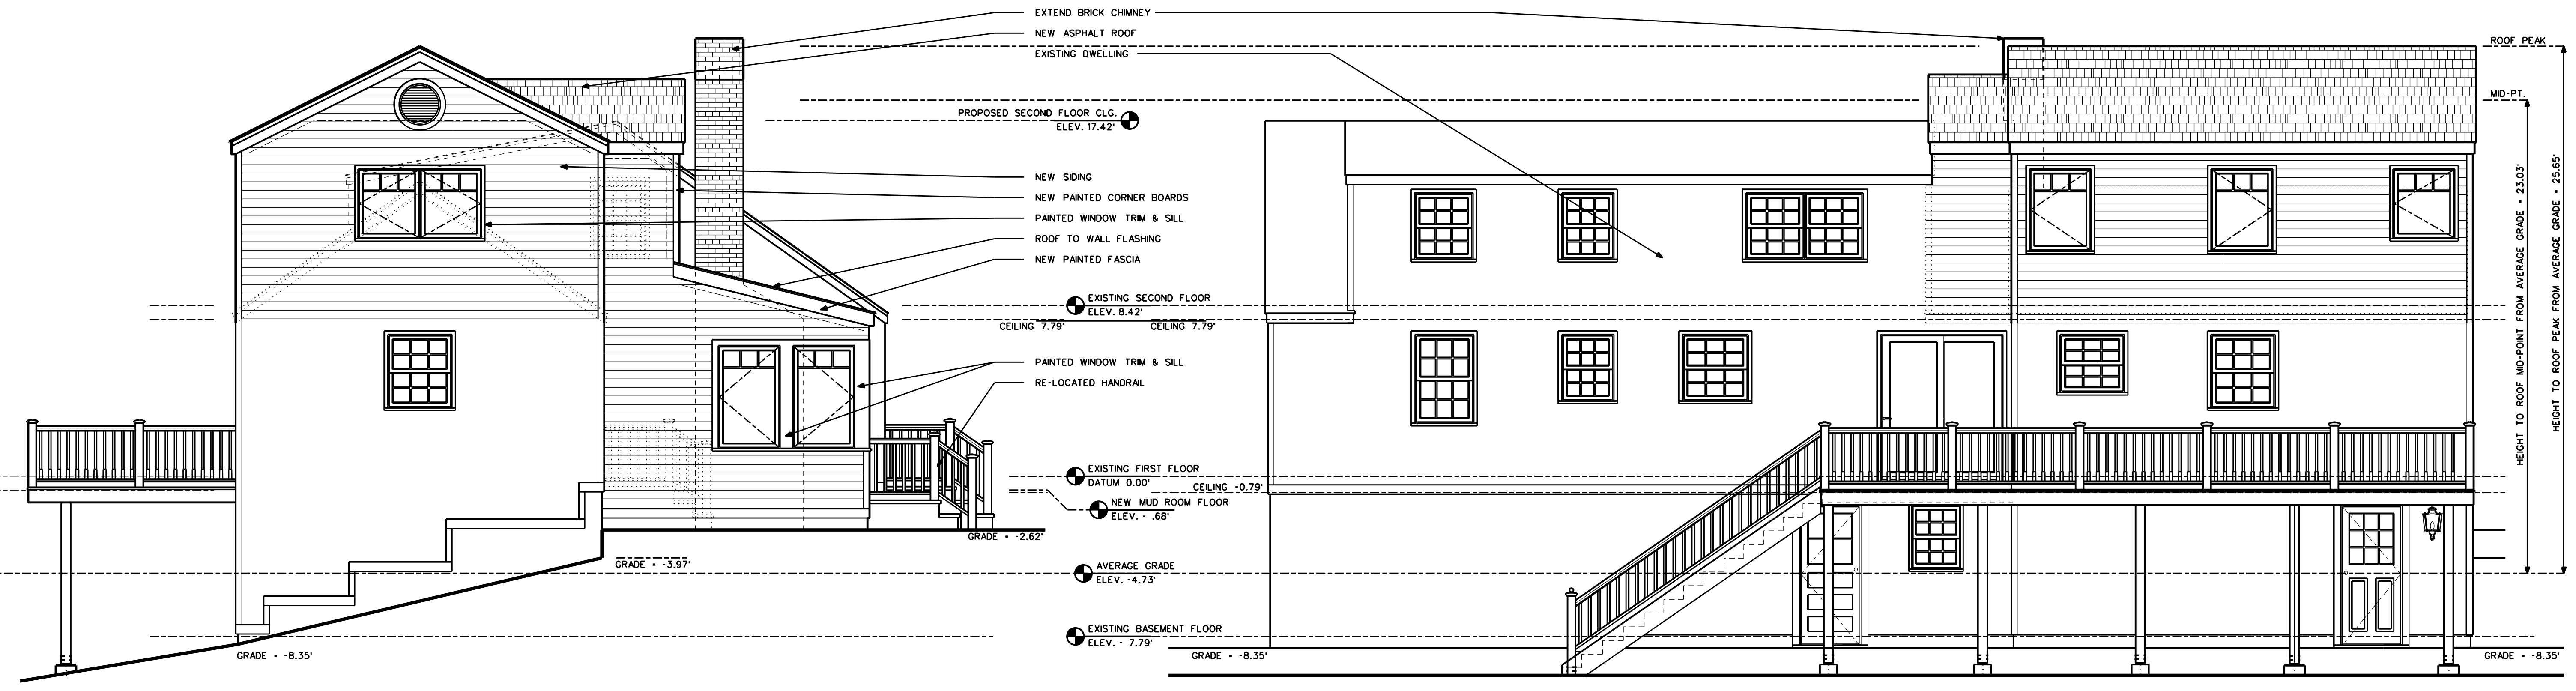 EXTEND BRICK CHIMNEY
NEW ASPHALT ROOF
EXISTING DWELLING
ROOF PEAK
MID-PT.
PROPOSED SECOND FLOOR CLG.
ELEV. 17.42'
NEW SIDING
NEW PAINTED CORNER BOARDS
PAINTED WINDOW TRIM & SILL
ROOF TO WALL FLASHING
NEW PAINTED FASCIA
EXISTING SECOND FLOOR
ELEV. 8.42'
CEILING 7.79'
CEILING 7.79'
PAINTED WINDOW TRIM & SILL
RE-LOCATED HANDRAIL
EXISTING FIRST FLOOR
DATUM 0.00'
CEILING -0.79'
NEW MUD ROOM FLOOR
ELEV. - .68'
GRADE = -2.62'
GRADE = -3.97'
AVERAGE GRADE
ELEV. -4.73'
EXISTING BASEMENT FLOOR
ELEV. - 7.79'
GRADE = -8.35'
GRADE = -8.35'
GRADE = -8.35'
HEIGHT TO ROOF MID-POINT FROM AVERAGE GRADE = 23.03'
HEIGHT TO ROOF PEAK FROM AVERAGE GRADE = 25.65'